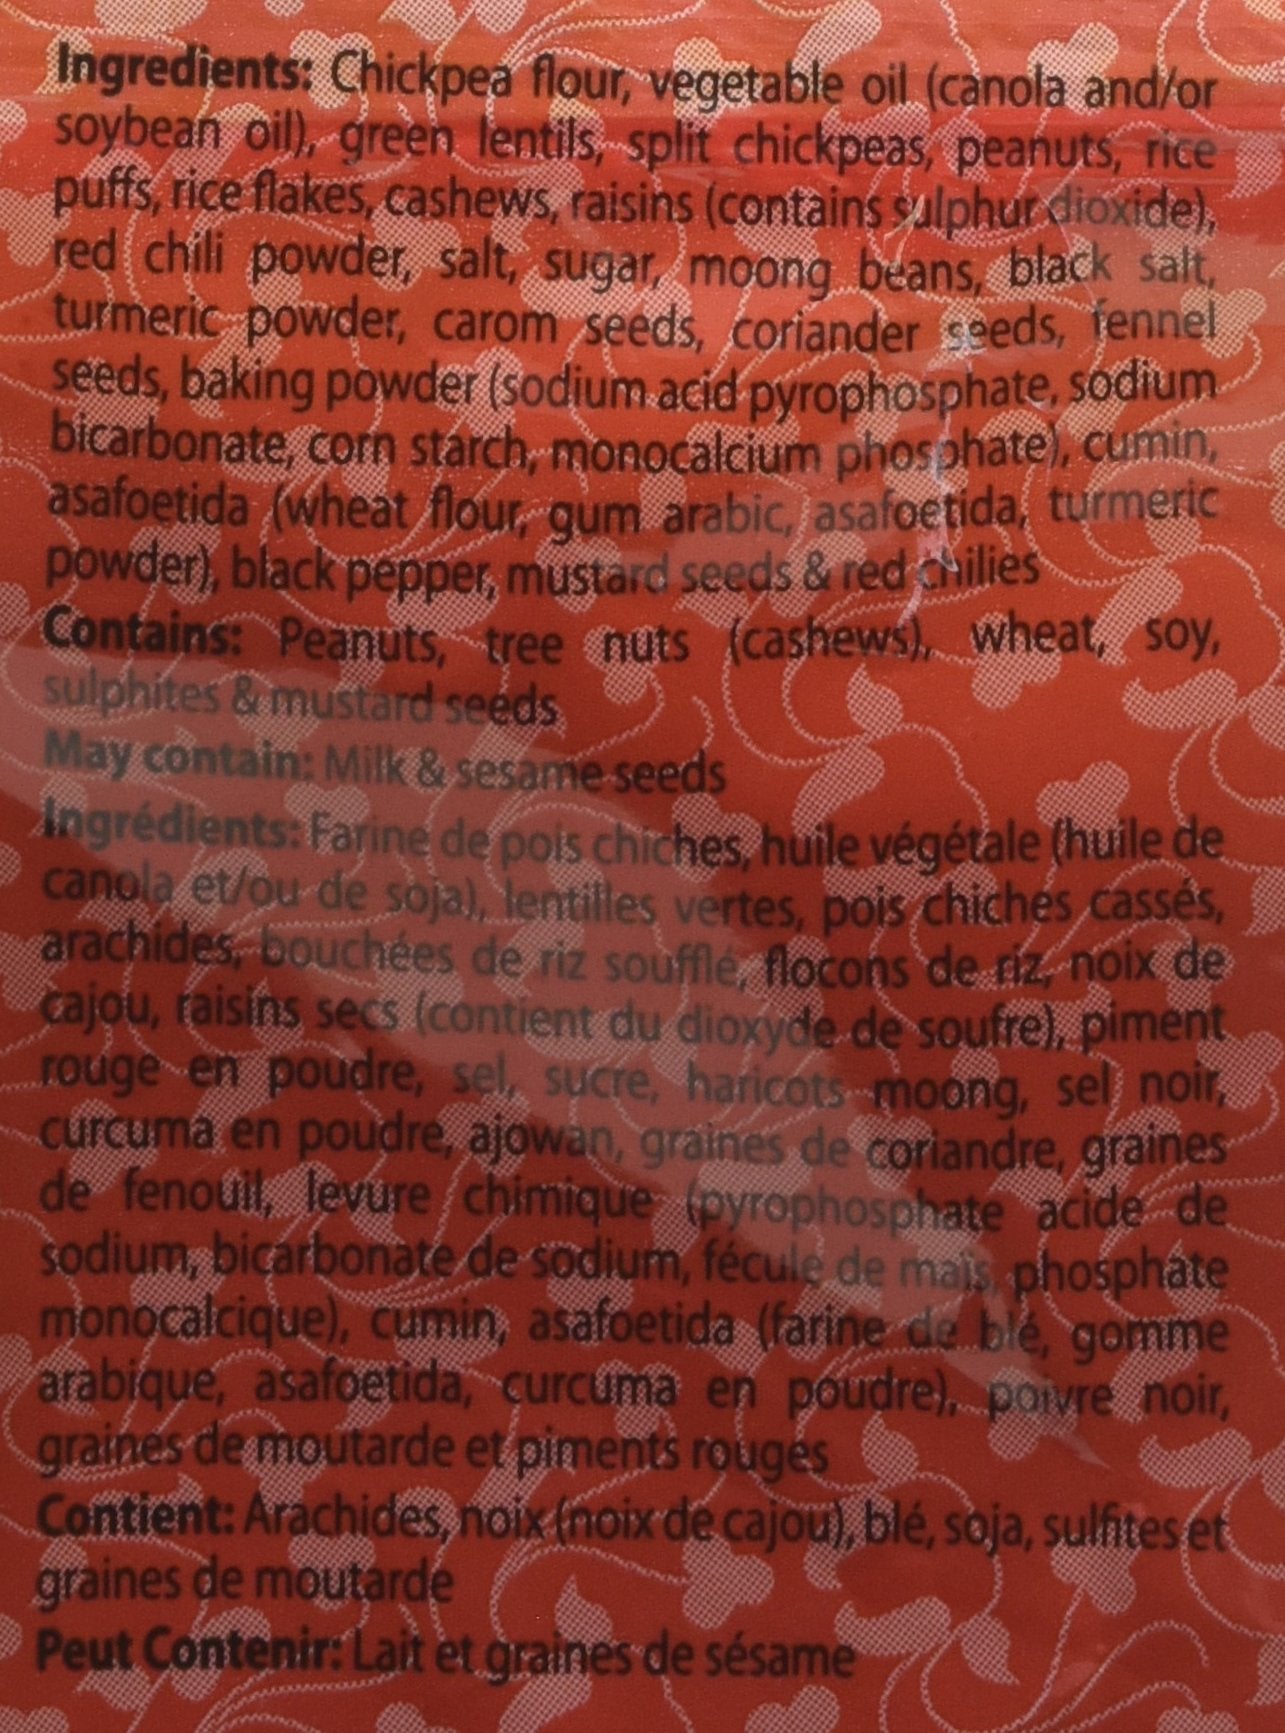 Ingredients: Chickpea flour, vegetable oil (canola and/or
soybean oil), green lentils, split chickpeas, peanuts, rice
puffs, rice flakes, cashews, raisins (contains sulphur dioxide),
red chili powder, salt, sugar, moong beans, black salt,
turmeric powder, carom seeds, coriander seeds, fennel
seeds, baking powder (sodium acid pyrophosphate, sodium
bicarbonate, corn starch, monocalcium phosphate), cumin,
asafoetida (wheat flour, gum arabic, asafoetida, turmeric
powder), black pepper, mustard seeds & red chilies
Contains: Peanuts, tree nuts (cashews), wheat, soy,
sulphites & mustard seeds
May contain: Milk & sesame seeds
Ingrédients: Farine de pois chiches, huile végétale (huile de
canola et/ou de soja), lentilles vertes, pois chiches cassés,
arachides, bouchées de riz soufflé, flocons de riz, noix de
cajou, raisins secs (contient du dioxyde de soufre), piment
rouge en poudre, sel, sucre, haricots moong, sel noir,
curcuma en poudre, ajowan, graines de coriandre, graines
de fenouil, levure chimique (pyrophosphate acide de
sodium, bicarbonate de sodium, fécule de maïs, phosphate
monocalcique), cumin, asafoetida (farine de blé, gomme
arabique, asafoetida, curcuma en poudre), poivre noir,
graines de moutarde et piments rouges
Contient: Arachides, noix (noix de cajou), blé, soja, sulfites et
graines de moutarde
Peut Contenir: Lait et graines de sésame